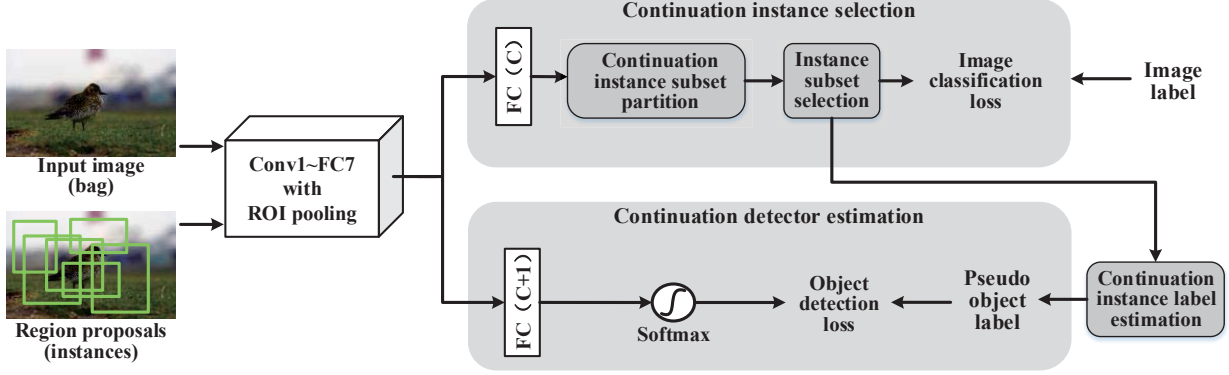 Continuation instance selection
Input image
(bag)
Region proposals
(instances)
Conv1~FC7
with
ROI pooling
FC（C）
Continuation
instance subset
partition
Instance
subset
selection
Image
classification
loss
Image
label
Continuation detector estimation
FC（C+1）
Softmax
Object
detection
loss
Pseudo
object
label
Continuation
instance label
estimation